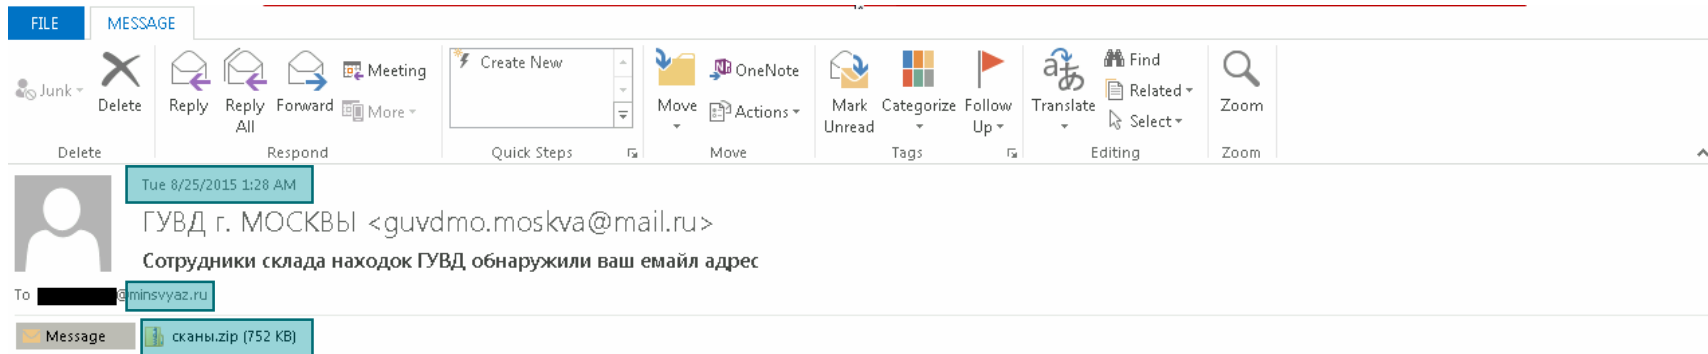 FILE MESSAGE
Junk
Delete
Reply
Reply All
Forward
Meeting
More
Create New
Move
OneNote
Actions
Mark Unread
Categorize
Follow Up
Translate
Find
Related
Select
Zoom
Delete Respond Quick Steps Move Tags Editing Zoom
Tue 8/25/2015 1:28 AM
ГУВД г. МОСКВЫ <guvdmo.moskva@mail.ru>
Сотрудники склада находок ГУВД обнаружили ваш емайл адрес
To @minsvyaz.ru
Message сканы.zip (752 KB)